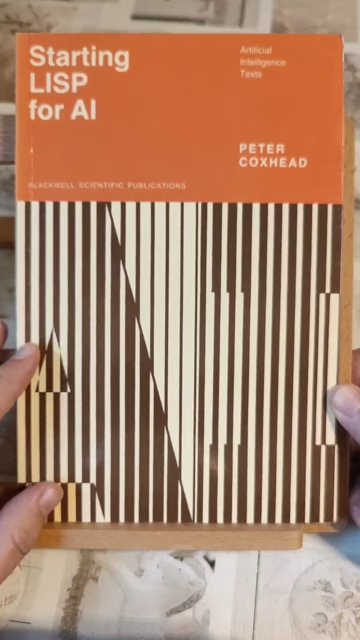 Starting
LISP
for AI
Artificial
Intelligence
Texts
PETER
COXHEAD
BLACKWELL SCIENTIFIC PUBLICATIONS